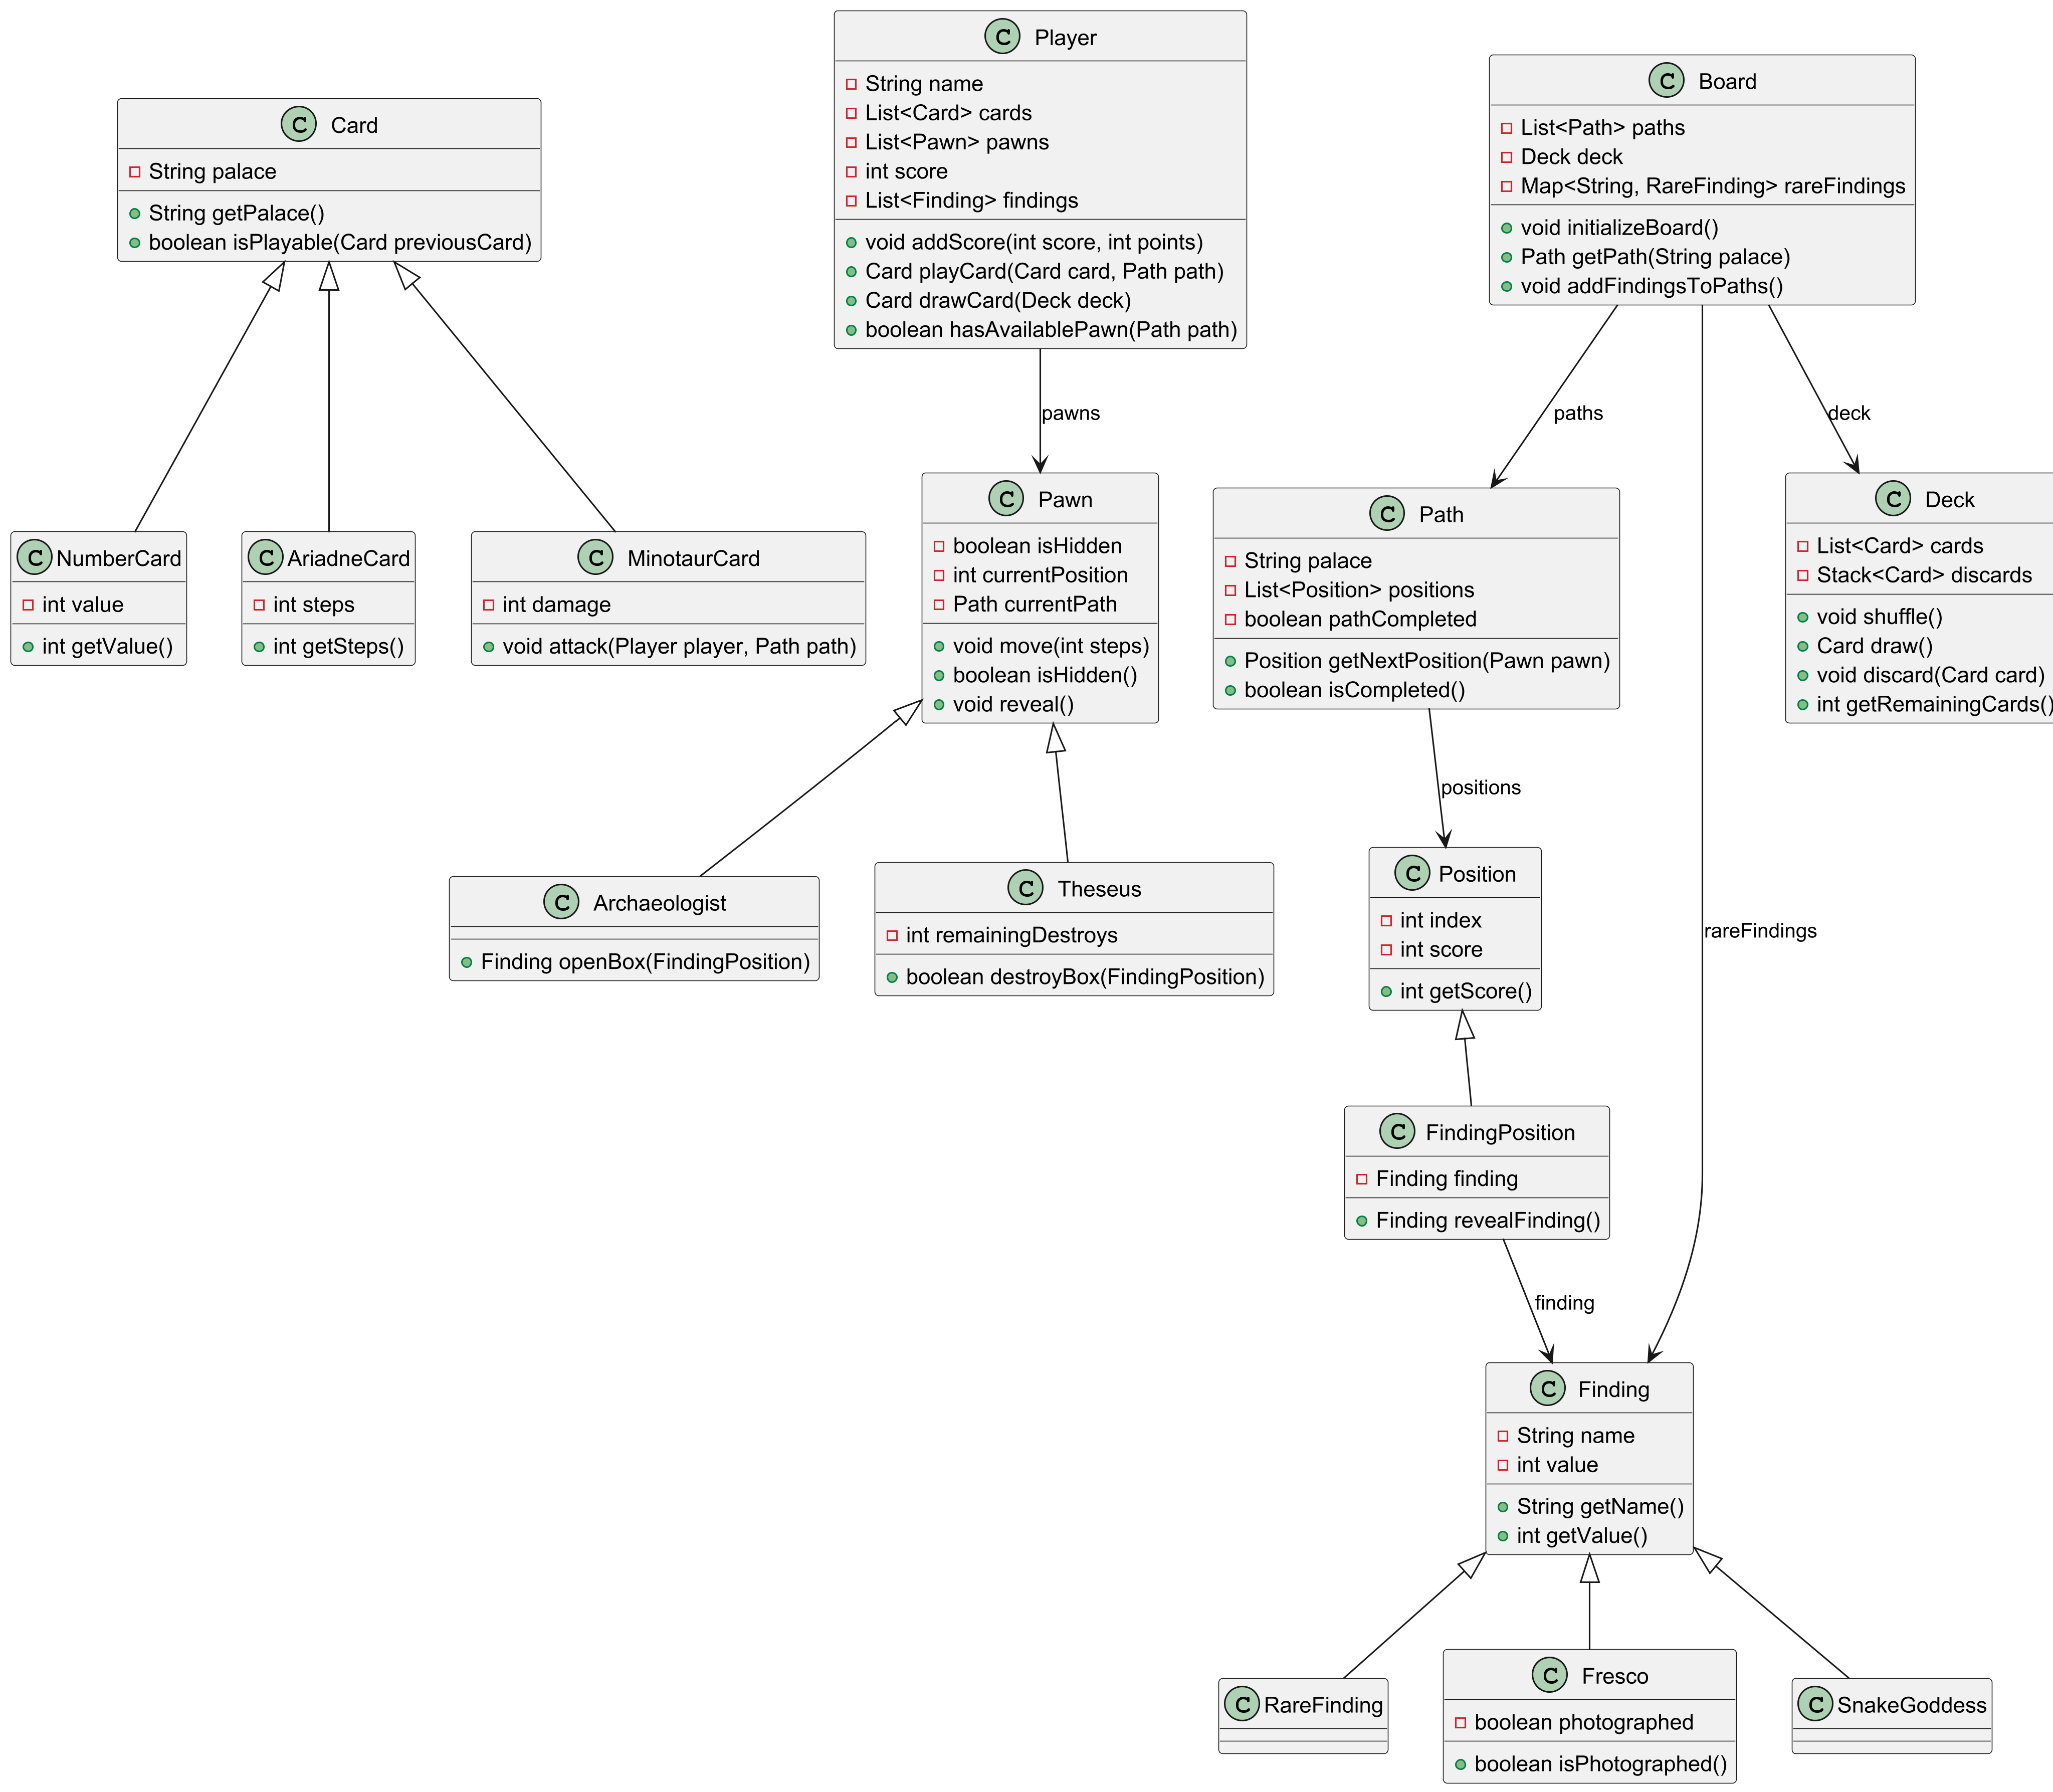 C Card
String palace
String getPalace()
boolean isPlayable(Card previousCard)
C Player
String name
List<Card> cards
List<Pawn> pawns
int score
List<Finding> findings
void addScore(int score, int points)
Card playCard(Card card, Path path)
Card drawCard(Deck deck)
boolean hasAvailablePawn(Path path)
C Board
List<Path> paths
Deck deck
Map<String, RareFinding> rareFindings
void initializeBoard()
Path getPath(String palace)
void addFindingsToPaths()
pawns
paths
deck
C NumberCard
int value
int getValue()
C AriadneCard
int steps
int getSteps()
C MinotaurCard
int damage
void attack(Player player, Path path)
C Pawn
boolean isHidden
int currentPosition
Path currentPath
void move(int steps)
boolean isHidden()
void reveal()
C Path
String palace
List<Position> positions
boolean pathCompleted
Position getNextPosition(Pawn pawn)
boolean isCompleted()
C Deck
List<Card> cards
Stack<Card> discards
void shuffle()
Card draw()
void discard(Card card)
int getRemainingCards()
positions
C Archaeologist
Finding openBox(FindingPosition)
C Theseus
int remainingDestroys
boolean destroyBox(FindingPosition)
C Position
int index
int score
int getScore()
rareFindings
C FindingPosition
Finding finding
Finding revealFinding()
finding
C Finding
String name
int value
String getName()
int getValue()
C RareFinding
C Fresco
boolean photographed
boolean isPhotographed()
C SnakeGoddess